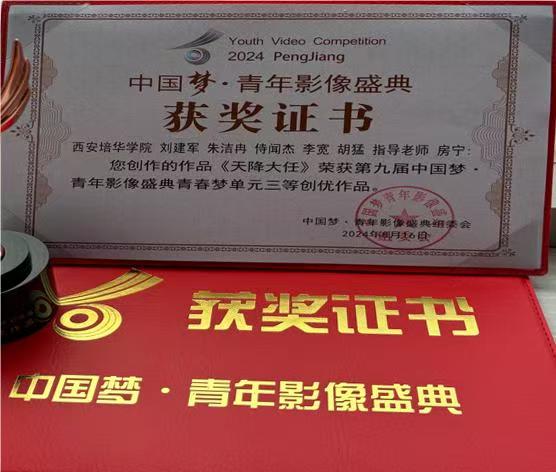 Youth Video Competition
2024 PengJiang
中国梦·青年影像盛典
获奖证书
西安培华学院 刘建军 朱洁冉 侍闻杰 李宽 胡猛 指导老师 房宁:
您创作的作品《天降大任》荣获第九届中国梦·
青年影像盛典青春梦单元三等创优作品。
中国梦·青年影像盛典组委会
获奖证书
中国梦·青年影像盛典